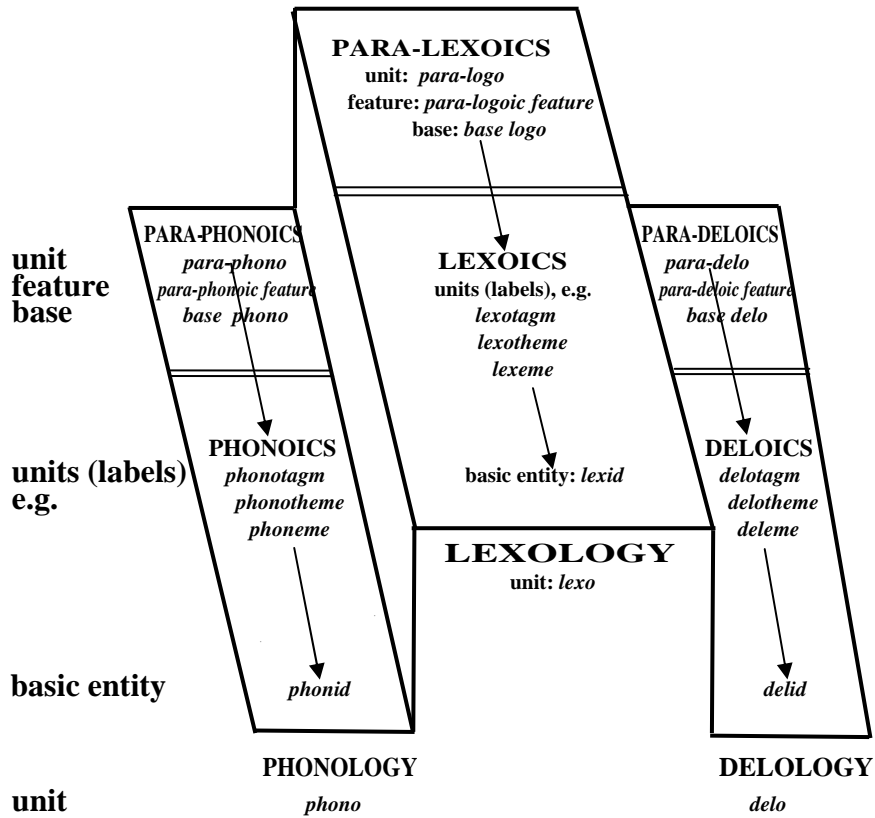 PARA-LEXOICS
unit: para-logo
feature: para-logoic feature
base: base logo
PARA-PHONOICS
para-phono
para-phonoic feature
base phono
unit
feature
base
LEXOICS
units (labels), e.g.
lexotagm
lexotheme
lexeme
basic entity: lexid
PARA-DELOICS
para-delo
para-deloic feature
base delo
units (labels)
e.g.
PHONOICS
phonotagm
phonotheme
phoneme
DELOICS
delotagm
delotheme
deleme
LEXOLOGY
unit: lexo
basic entity
phonid
delid
PHONOLOGY
DELOLOGY
unit
phono
delo